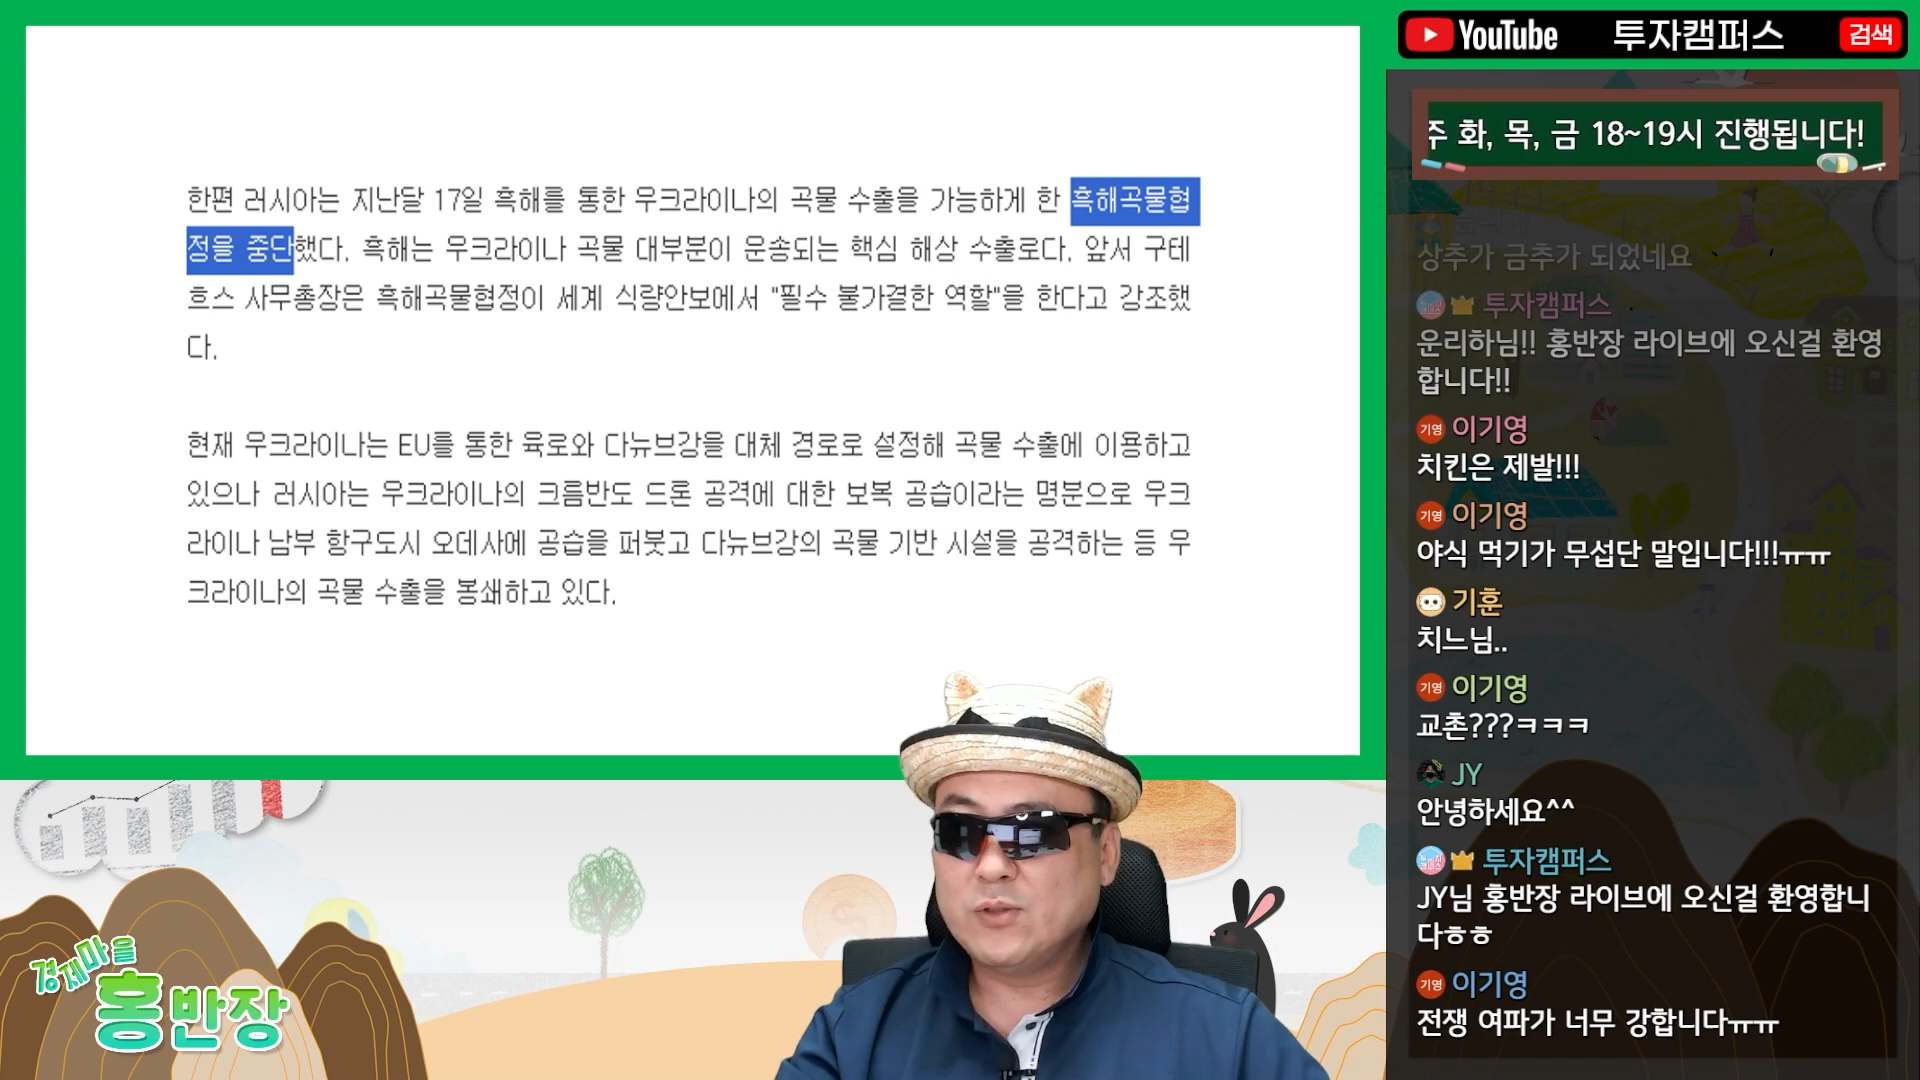 한편 러시아는 지난달 17일 흑해를 통한 우크라이나의 곡물 수출을 가능하게 한 흑해곡물협
정을 중단했다. 흑해는 우크라이나 곡물 대부분이 운송되는 핵심 해상 수출로다. 앞서 구테
흐스 사무총장은 흑해곡물협정이 세계 식량안보에서 "필수 불가결한 역할"을 한다고 강조했
다.
현재 우크라이나는 EU를 통한 육로와 다뉴브강을 대체 경로로 설정해 곡물 수출에 이용하고
있으나 러시아는 우크라이나의 크름반도 드론 공격에 대한 보복 공습이라는 명분으로 우크
라이나 남부 항구도시 오데사에 공습을 퍼붓고 다뉴브강의 곡물 기반 시설을 공격하는 등 우
크라이나의 곡물 수출을 봉쇄하고 있다.
경제마을
홍반장
YouTube 투자캠퍼스 검색
주 화, 목, 금 18~19시 진행됩니다!
상추가 금추가 되었네요
투자캠퍼스
운리하님!! 홍반장 라이브에 오신걸 환영
합니다!!
기영 이기영
치킨은 제발!!!
기영 이기영
야식 먹기가 무섭단 말입니다!!!ㅠㅠ
기훈
치느님..
기영 이기영
교촌???ㅋㅋㅋ
JY
안녕하세요^^
투자캠퍼스
JY님 홍반장 라이브에 오신걸 환영합니
다ㅎㅎ
기영 이기영
전쟁 여파가 너무 강합니다ㅠㅠ